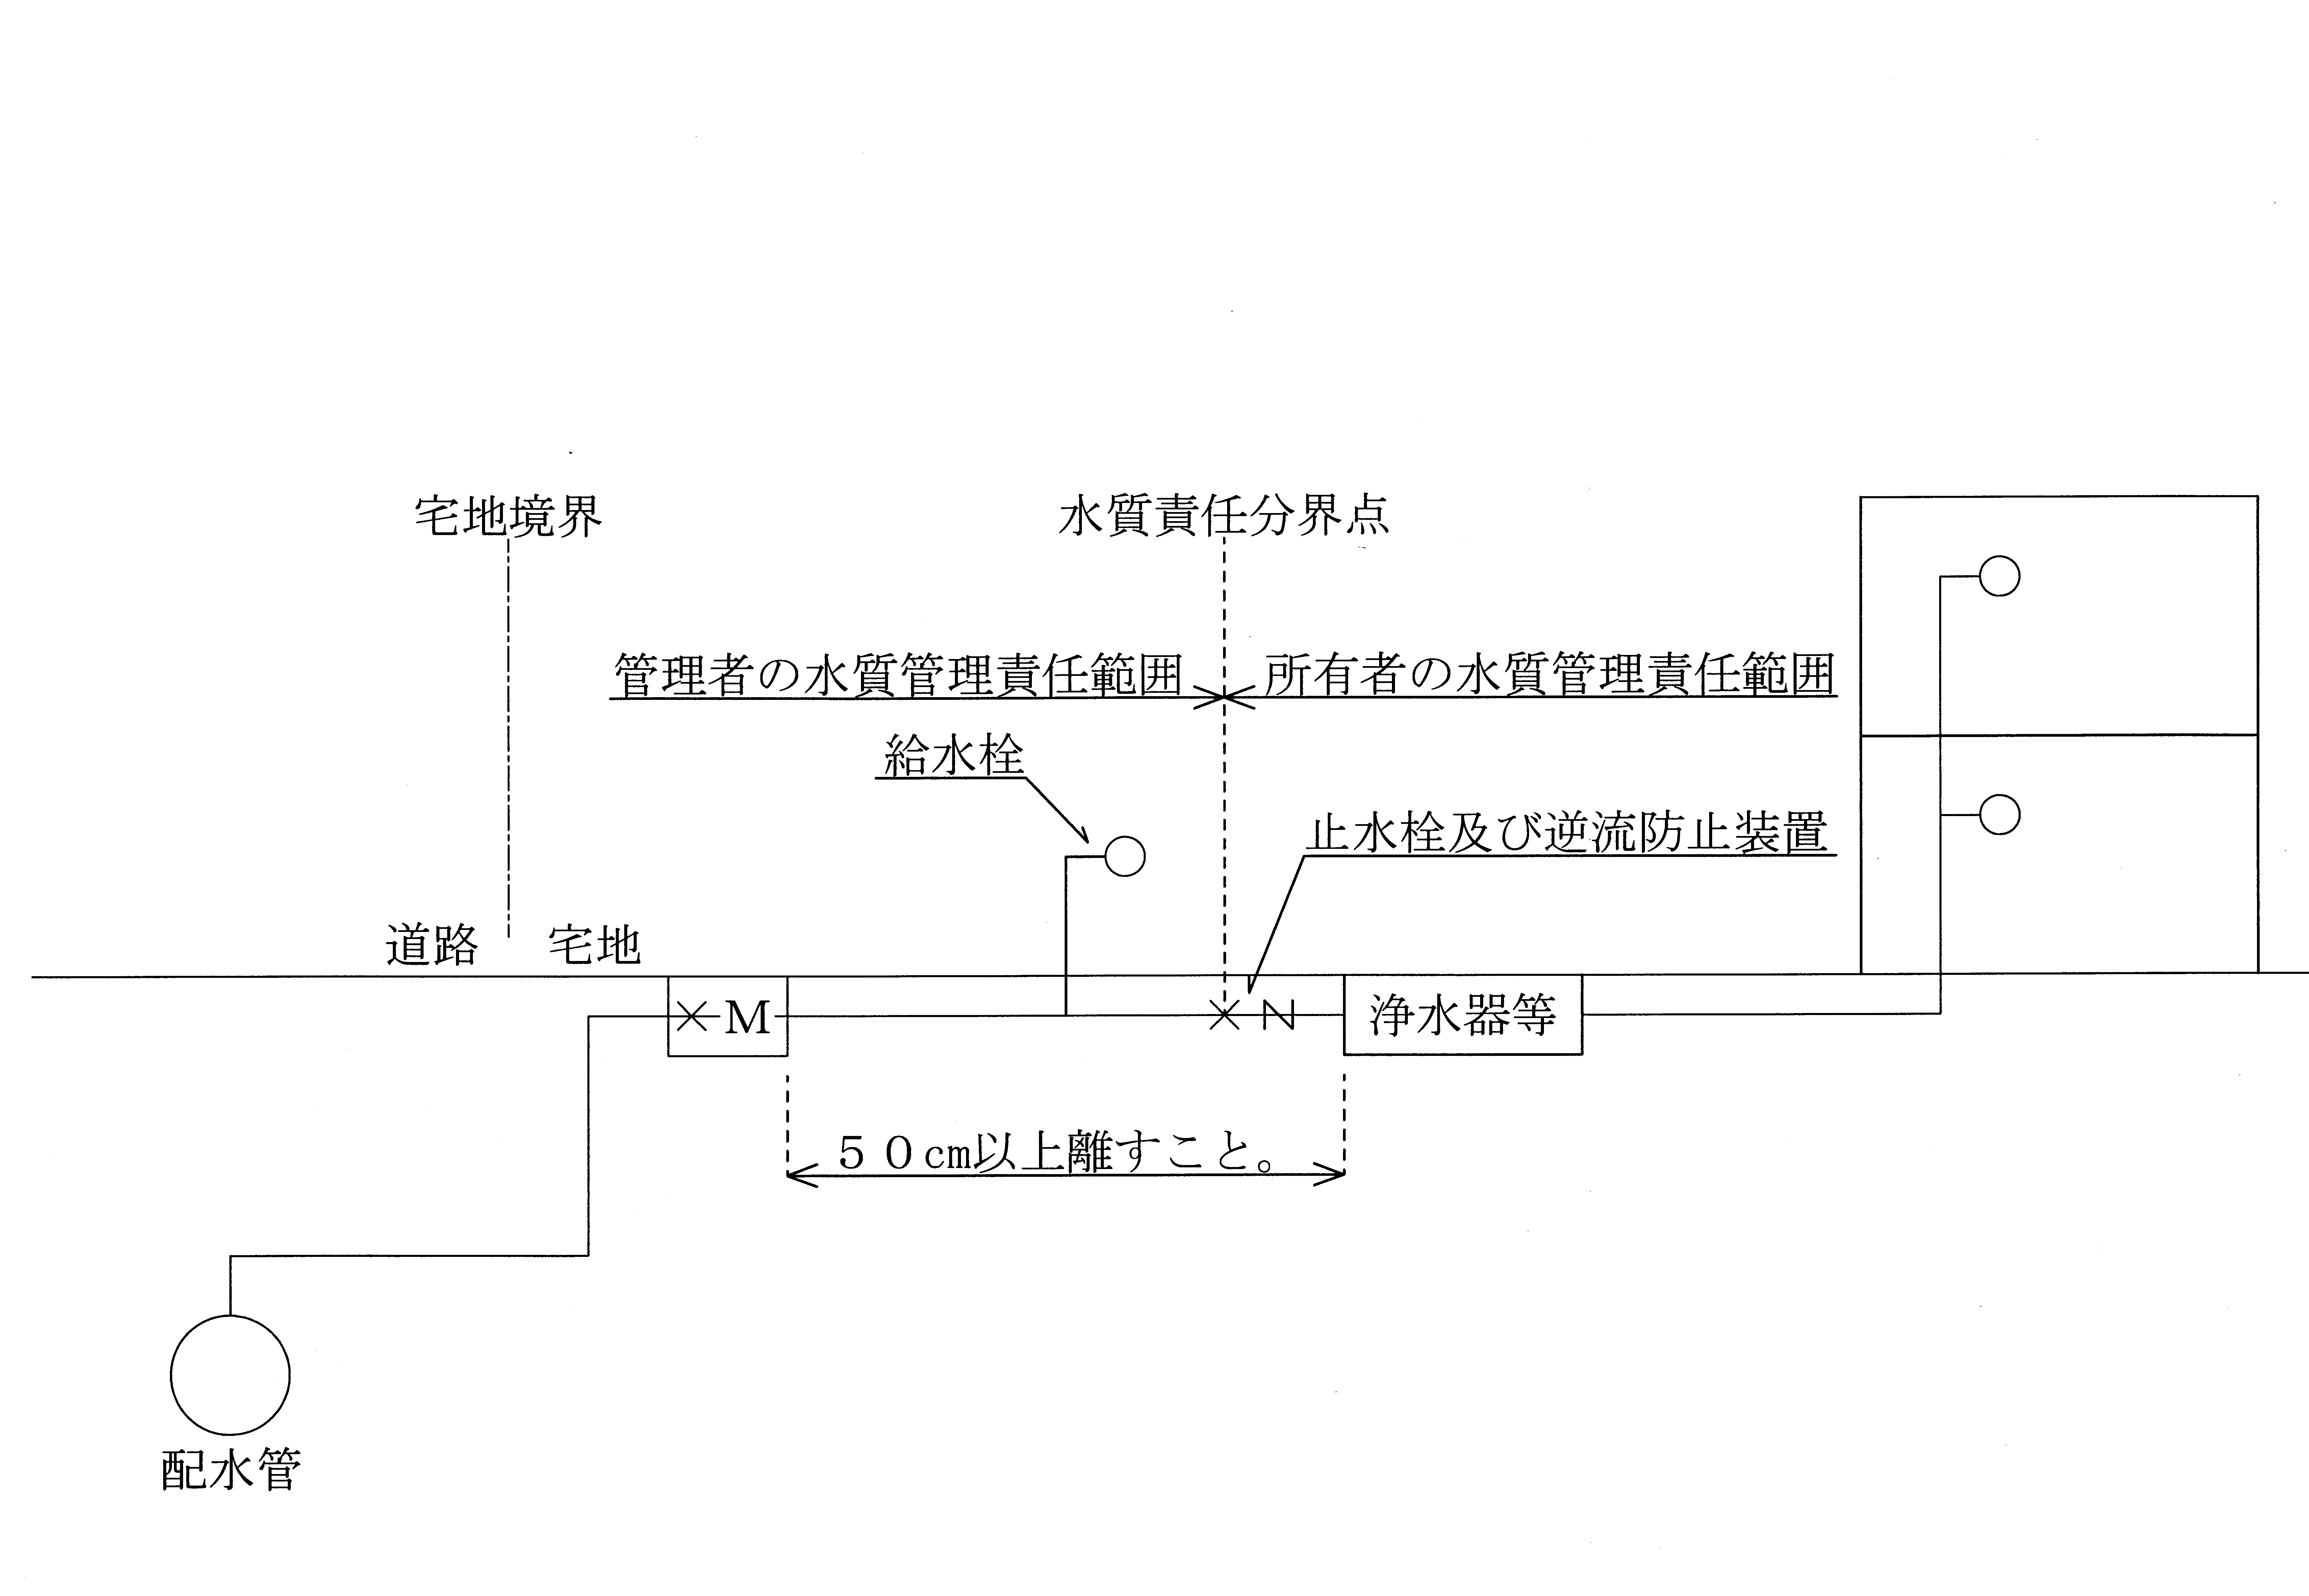 宅地境界
水質責任分界点
管理者の水質管理責任範囲
所有者の水質管理責任範囲
給水栓
止水栓及び逆流防止装置
道路
宅地
M
N
浄水器等
５０cm以上離すこと。
配水管